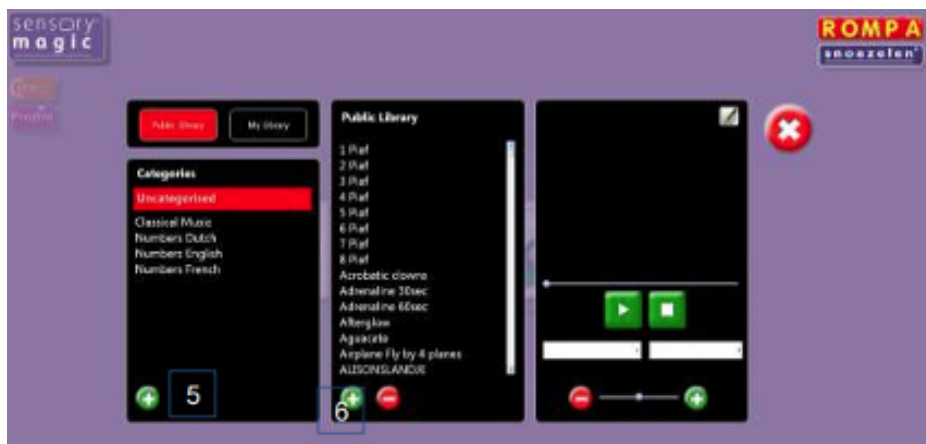 sensory
magic
ROMPA
snoezelen
Public Library
My library
Public Library
Categories
Uncategorised
Classical Music
Numbers Dutch
Numbers English
Numbers French
1 Piaf
2 Piaf
3 Piaf
4 Piaf
5 Piaf
6 Piaf
7 Piaf
8 Piaf
Acrobatic clowns
Adrenaline 30sec
Adrenaline 60sec
Afterglow
Aguacate
Airplane Fly by 4 planes
ALISONSLANDJE
5
6